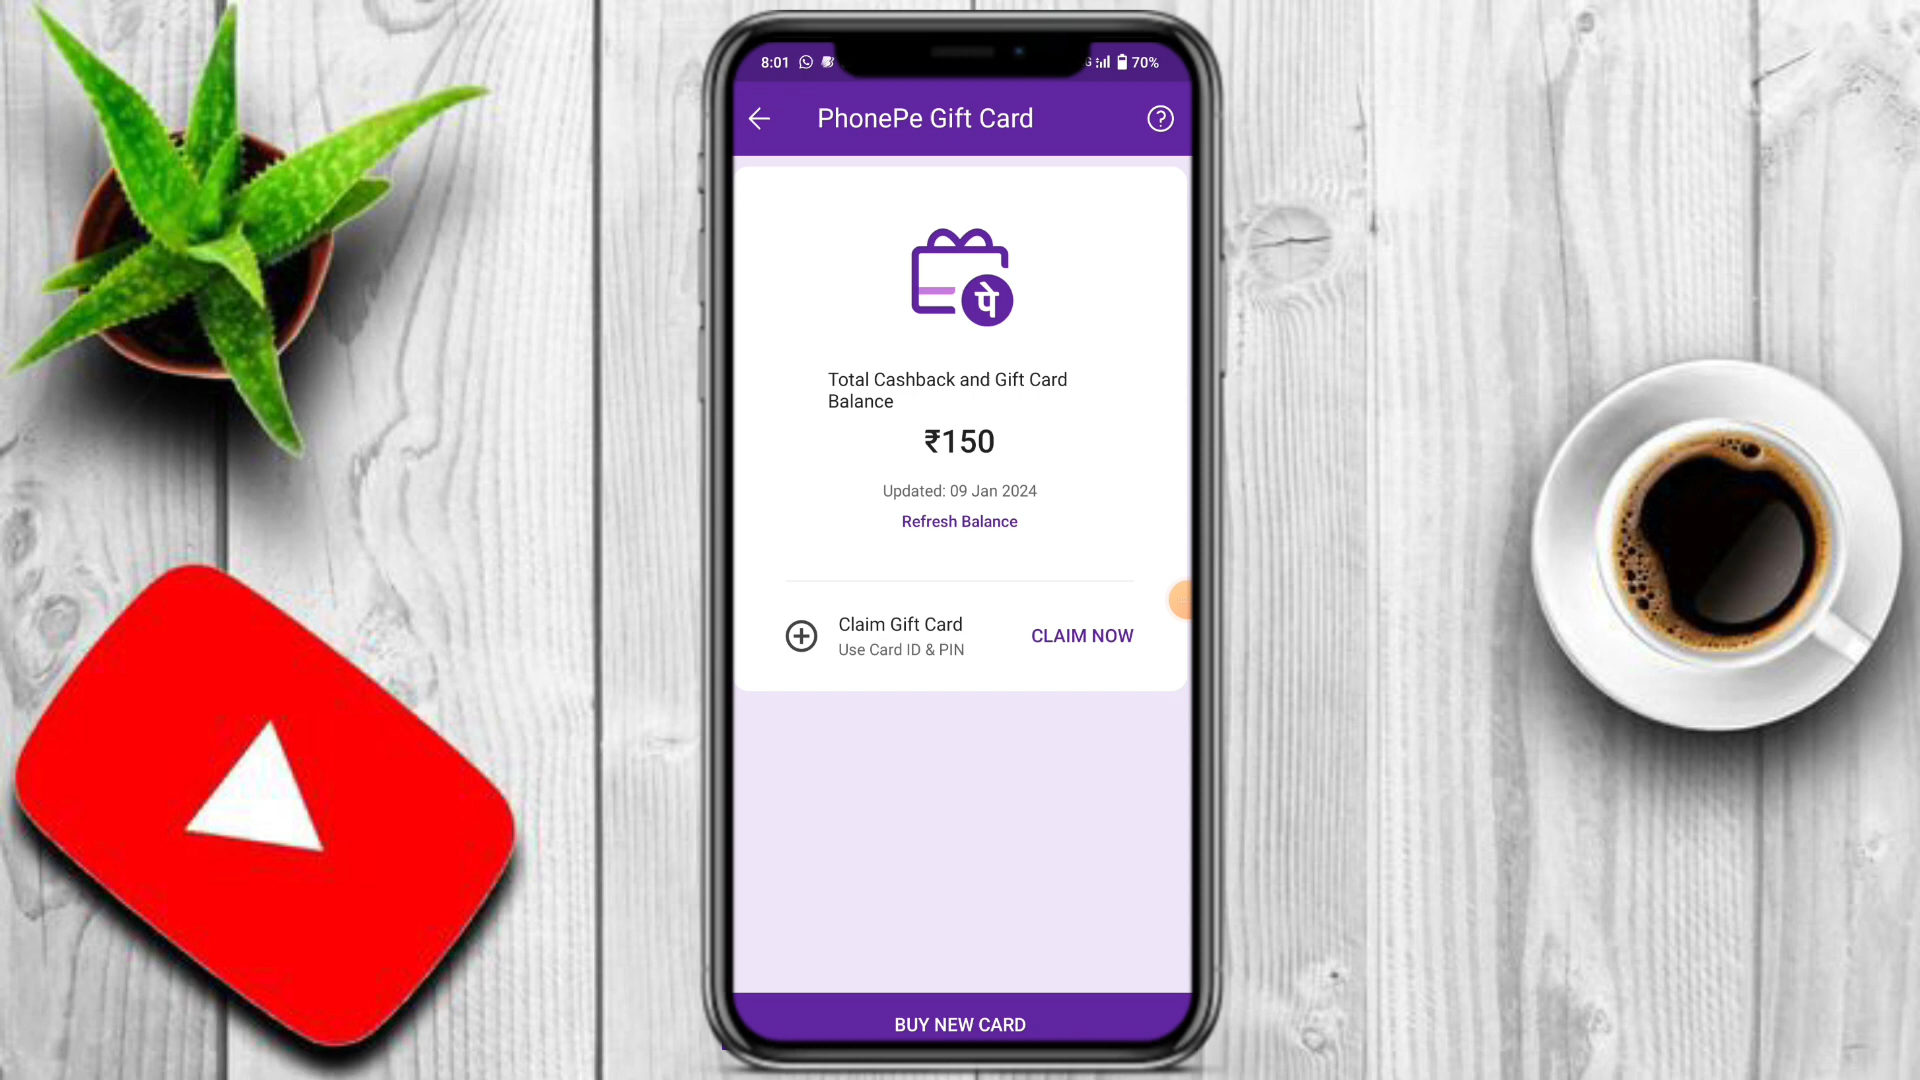 8:01
G
70%
PhonePe Gift Card
?
पे
Total Cashback and Gift Card
Balance
₹150
Updated: 09 Jan 2024
Refresh Balance
Claim Gift Card
Use Card ID & PIN
CLAIM NOW
BUY NEW CARD